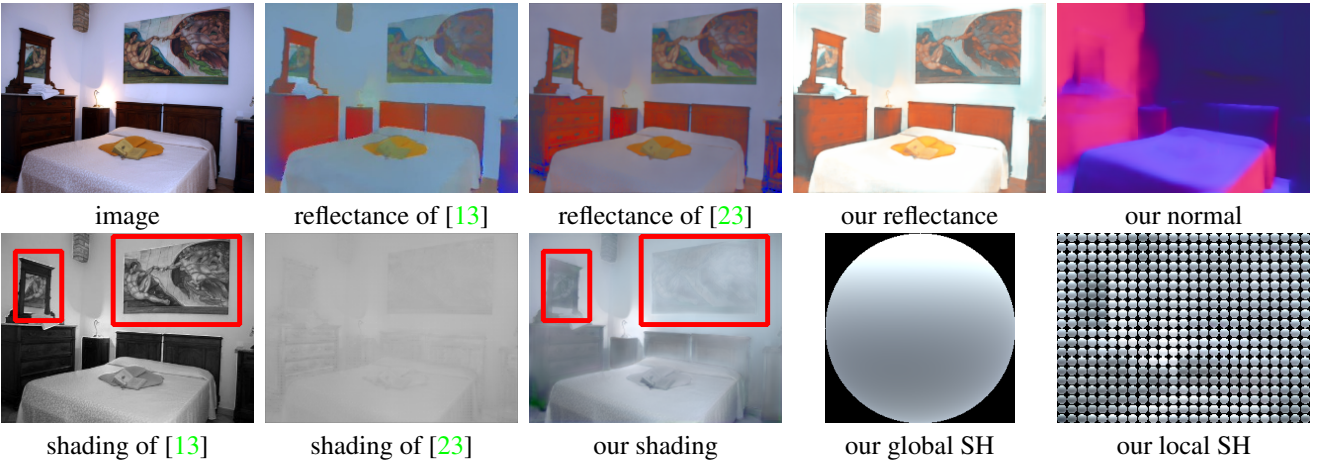 image reflectance of [13] reflectance of [23] our reflectance our normal
shading of [13] shading of [23] our shading our global SH our local SH